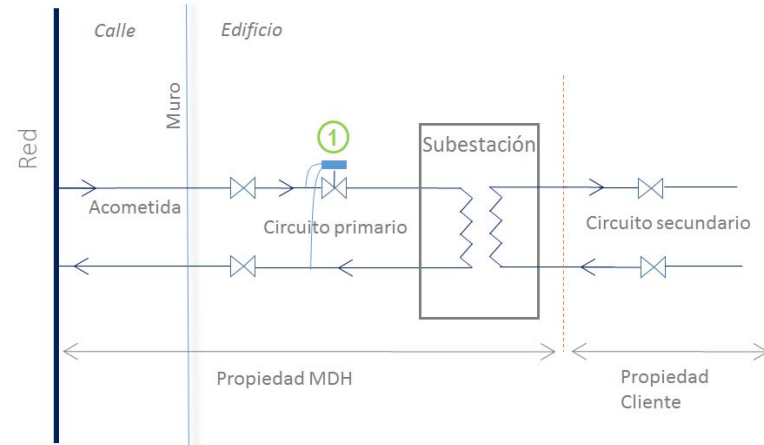 Calle
Edificio
Red
Muro
1
Subestación
Acometida
Circuito primario
Circuito secundario
Propiedad MDH
Propiedad
Cliente